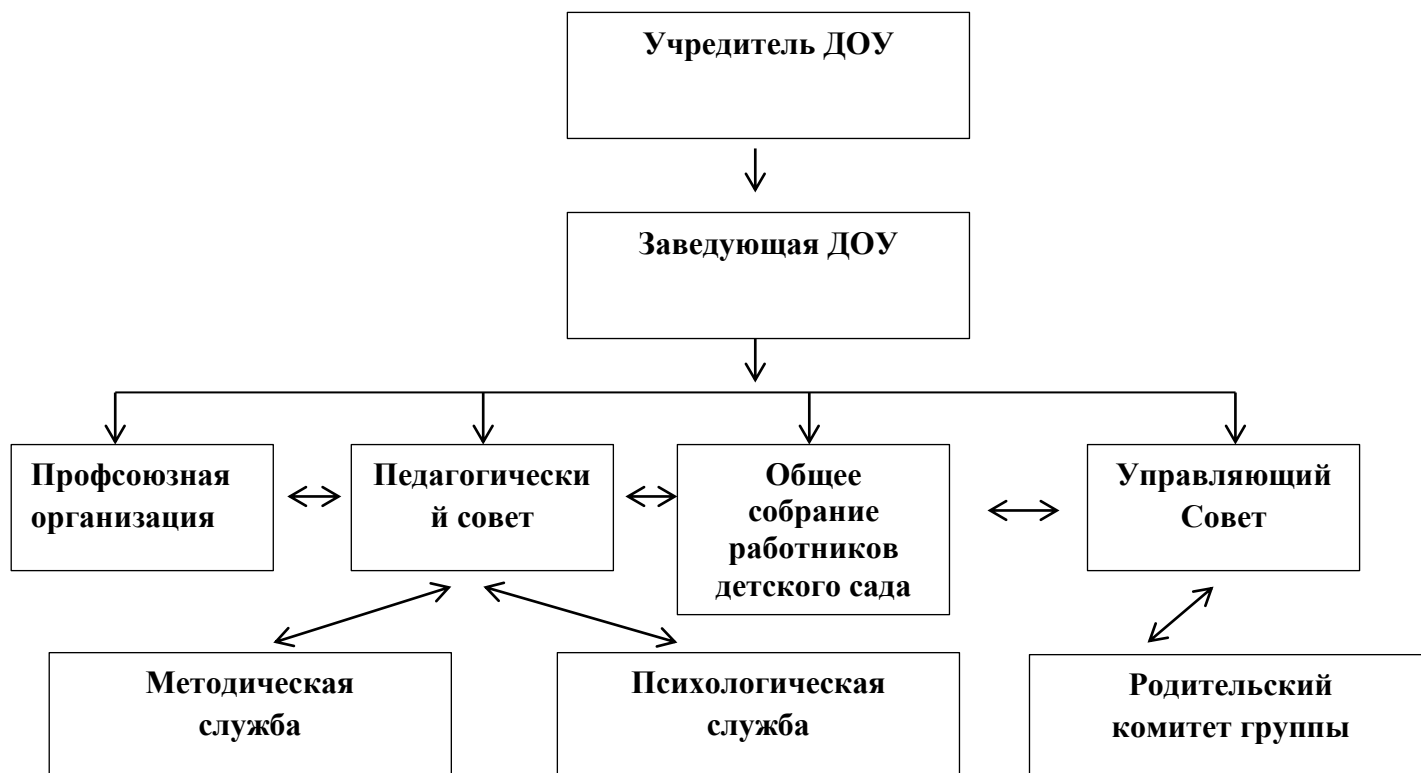 Учредитель ДОУ
Заведующая ДОУ
Профсоюзная
организация
Педагогически
й совет
Общее
собрание
работников
детского сада
Управляющий
Совет
Методическая
служба
Психологическая
служба
Родительский
комитет группы